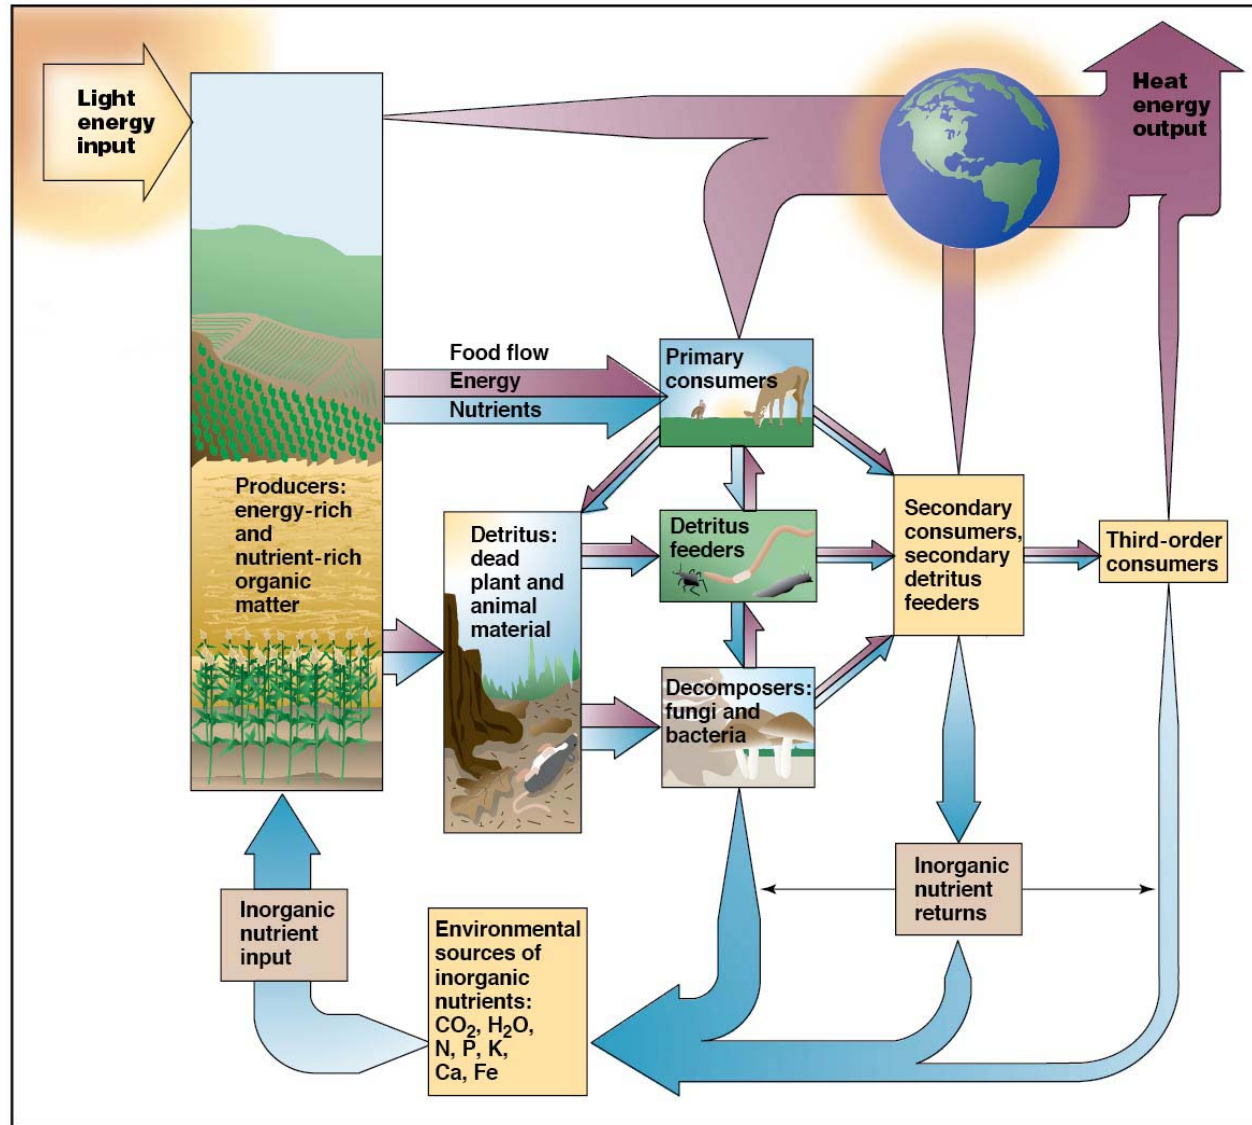 Light
energy
input
Heat
energy
output
Food flow
Energy
Nutrients
Primary
consumers
Producers:
energy-rich
and
nutrient-rich
organic
matter
Detritus:
dead
plant and
animal
material
Detritus
feeders
Secondary
consumers,
secondary
detritus
feeders
Third-order
consumers
Decomposers:
fungi and
bacteria
Inorganic
nutrient
returns
Inorganic
nutrient
input
Environmental
sources of
inorganic
nutrients:
CO₂, H₂O,
N, P, K,
Ca, Fe